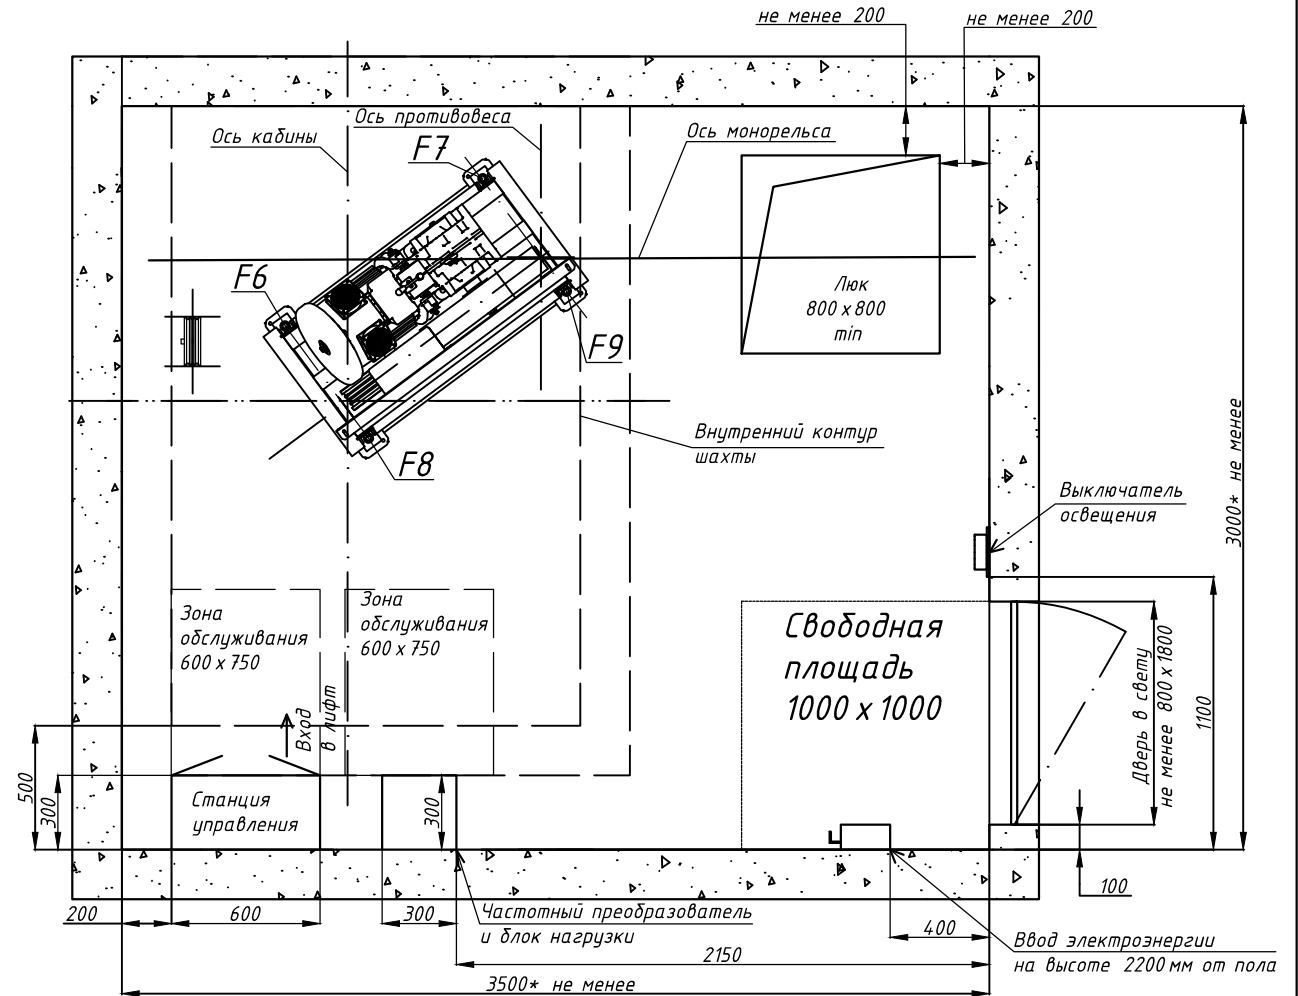 не менее 200
не менее 200
Ось противовеса
Ось кабины
F7
Ось монорельса
F6
Люк
800 х 800
min
F9
F8
Внутренний контур
шахты
3000* не менее
Выключатель
освещения
Зона
обслуживания
600 х 750
Зона
обслуживания
600 х 750
Свободная
площадь
1000 х 1000
Дверь в свету
не менее 800 х 1800
1100
Вход
в лифт
500
300
Станция
управления
300
100
200
600
300
Частотный преобразователь
и блок нагрузки
400
Ввод электроэнергии
на высоте 2200 мм от пола
2150
3500* не менее